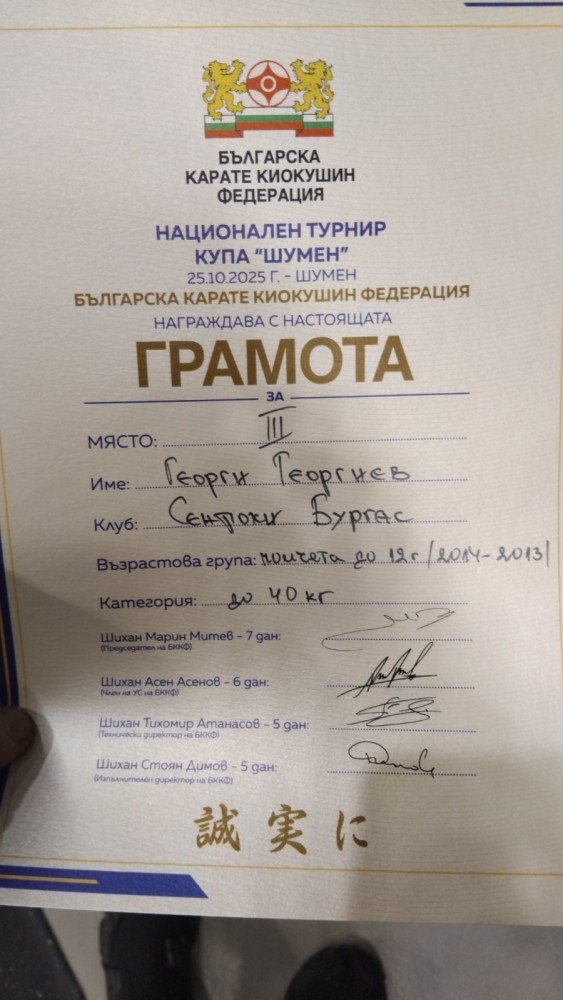 БЪЛГАРСКА
КАРАТЕ КИОКУШИН
ФЕДЕРАЦИЯ
НАЦИОНАЛЕН ТУРНИР
КУПА "ШУМЕН"
25.10.2025 Г. - ШУМЕН
БЪЛГАРСКА КАРАТЕ КИОКУШИН ФЕДЕРАЦИЯ
НАГРАЖДАВА С НАСТОЯЩАТА
ГРАМОТА
ЗА
МЯСТО: III
Име: Георги Георгиев
Клуб: Сентоки Бургас
Възрастова група: момчета до 12г /2014-2013/
Категория: до 40 кг
Шихан Марин Митев - 7 дан:
(Председател на БККФ)
Шихан Асен Асенов - 6 дан:
(Член на УС на БККФ)
Шихан Тихомир Атанасов - 5 дан:
(Технически директор на БККФ)
Шихан Стоян Димов - 5 дан:
(Изпълнителен директор на БККФ)
誠実に